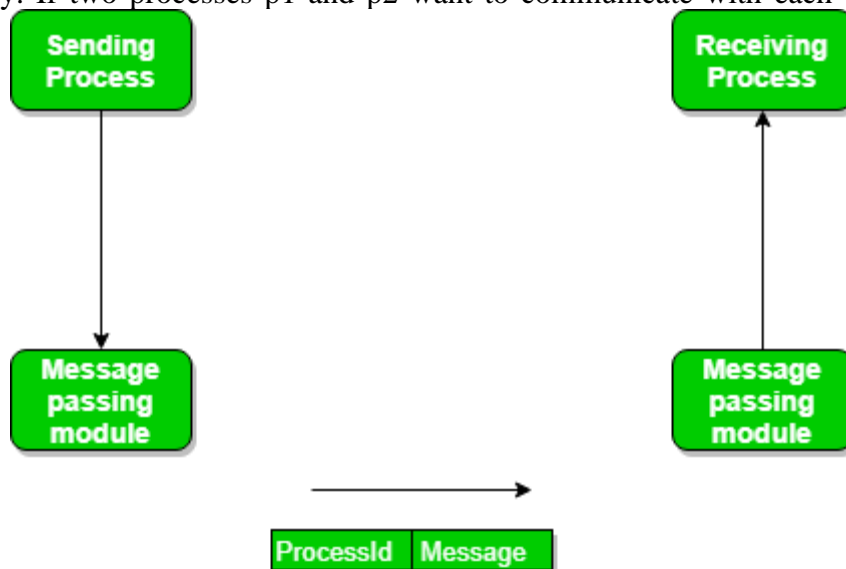 y. If two processes p1 and p2 want to communicate with each
Sending
Process
Receiving
Process
Message
passing
module
Message
passing
module
ProcessId Message